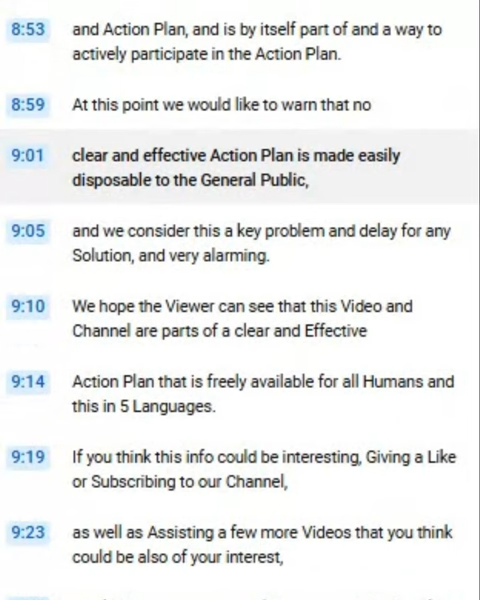 8:53 and Action Plan, and is by itself part of and a way to
actively participate in the Action Plan.
8:59 At this point we would like to warn that no
9:01 clear and effective Action Plan is made easily
disposable to the General Public,
9:05 and we consider this a key problem and delay for any
Solution, and very alarming.
9:10 We hope the Viewer can see that this Video and
Channel are parts of a clear and Effective
9:14 Action Plan that is freely available for all Humans and
this in 5 Languages.
9:19 If you think this info could be interesting, Giving a Like
or Subscribing to our Channel,
9:23 as well as Assisting a few more Videos that you think
could be also of your interest,